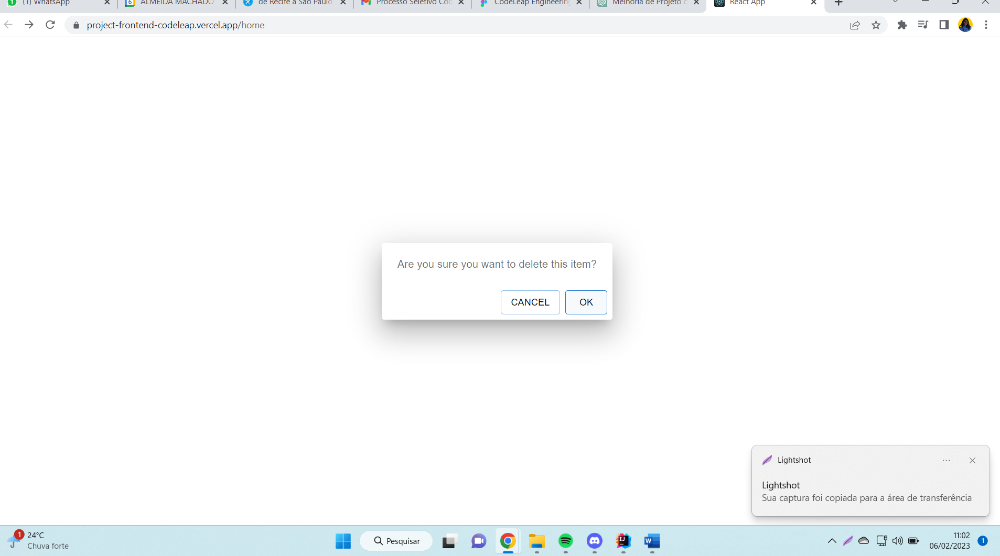 (1) WhatsApp
ALMEIDA MACHADO
de Recife a São Paulo
Processo Seletivo Cod
CodeLeap Engineering
Melhoria de Projeto
React App
project-frontend-codeleap.vercel.app/home
Are you sure you want to delete this item?
CANCEL
OK
Lightshot
Lightshot
Sua captura foi copiada para a área de transferência
1
24°C
Chuva forte
Pesquisar
11:02
06/02/2023
1